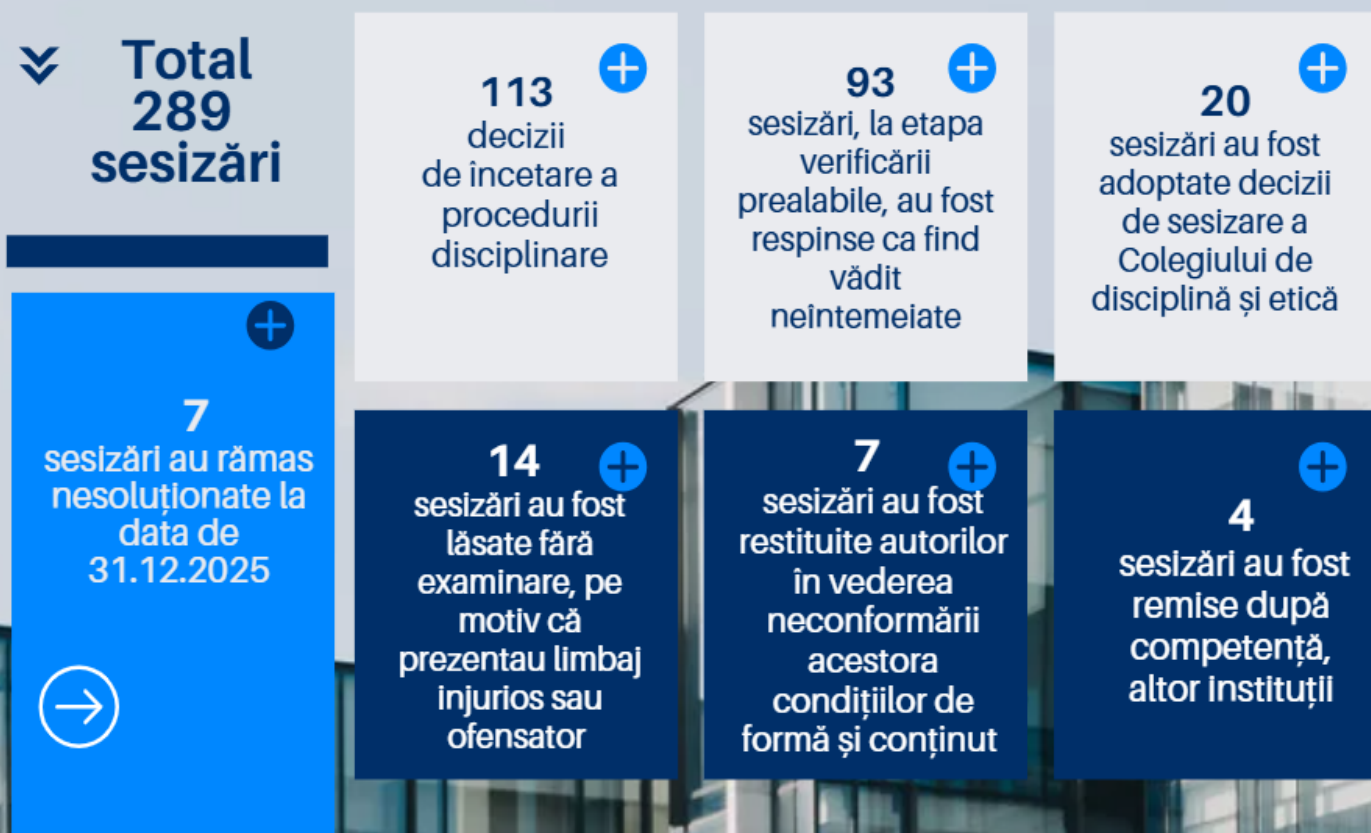 Total
289
sesizări
113
decizii
de încetare a
procedurii
disciplinare
93
sesizări, la etapa
verificării
prealabile, au fost
respinse ca find
vădit
neîntemeiate
20
sesizări au fost
adoptate decizii
de sesizare a
Colegiului de
disciplină și etică
7
sesizări au rămas
nesoluționate la
data de
31.12.2025
14
sesizări au fost
lăsate fără
examinare, pe
motiv că
prezentau limbaj
injurios sau
ofensator
7
sesizări au fost
restituite autorilor
în vederea
neconformării
acestora
condițiilor de
formă și conținut
4
sesizări au fost
remise după
competență,
altor instituții